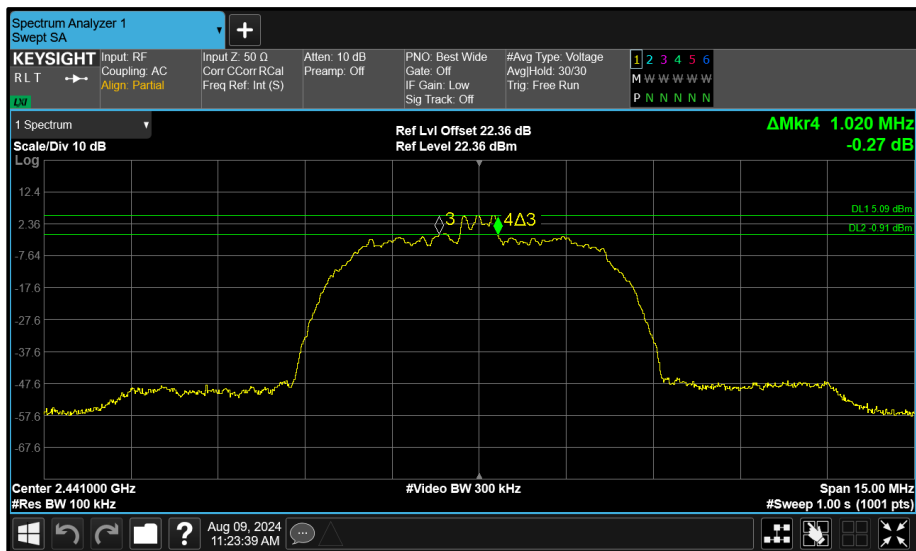 Spectrum Analyzer 1
Swept SA
▼
+
KEYSIGHT
R L T
LXI
Input: RF
Coupling: AC
Align: Partial
Input Z: 50 Ω
Corr CCorr RCal
Freq Ref: Int (S)
Atten: 10 dB
Preamp: Off
PNO: Best Wide
Gate: Off
IF Gain: Low
Sig Track: Off
#Avg Type: Voltage
Avg|Hold: 30/30
Trig: Free Run
1 2 3 4 5 6
M W W W W W
P N N N N N
1 Spectrum ▼
Scale/Div 10 dB
Ref Lvl Offset 22.36 dB
Ref Level 22.36 dBm
ΔMkr4 1.020 MHz
-0.27 dB
Log
12.4
2.36
-7.64
-17.6
-27.6
-37.6
-47.6
-57.6
-67.6
3
4Δ3
DL1 5.09 dBm
DL2 -0.91 dBm
Center 2.441000 GHz
#Video BW 300 kHz
Span 15.00 MHz
#Res BW 100 kHz
#Sweep 1.00 s (1001 pts)
?
Aug 09, 2024
11:23:39 AM